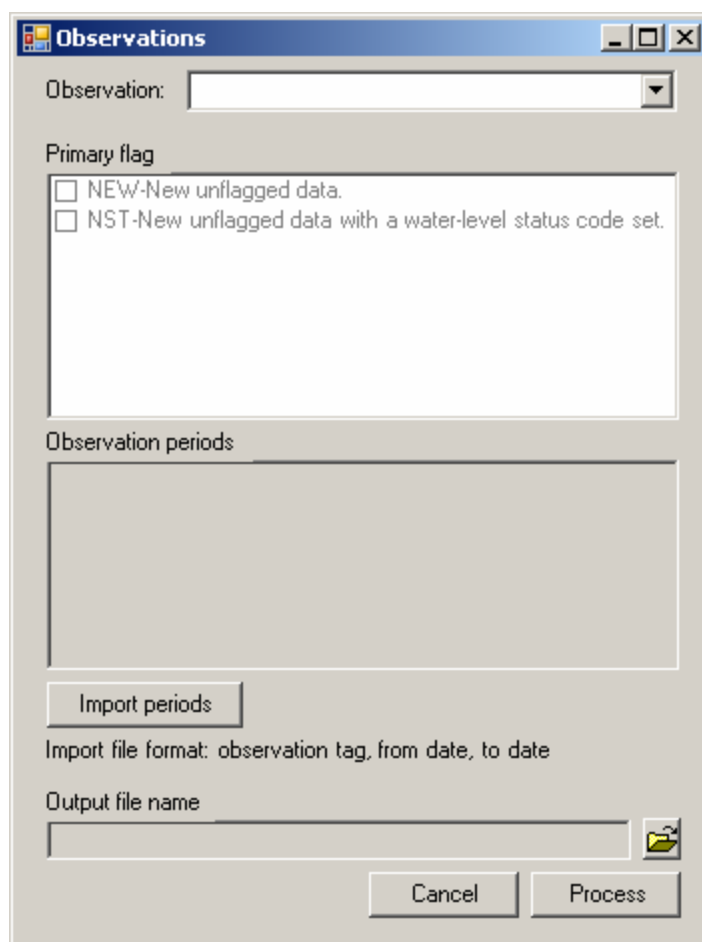 Observations
Observation:
Primary flag
NEW-New unflagged data.
NST-New unflagged data with a water-level status code set.
Observation periods
Import periods
Import file format: observation tag, from date, to date
Output file name
Cancel Process